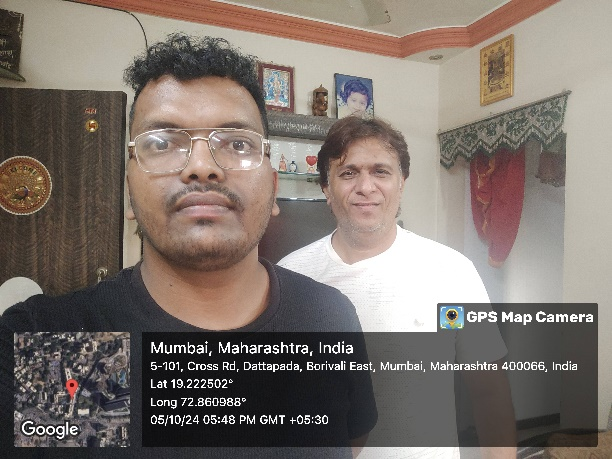 GPS Map Camera
Mumbai, Maharashtra, India
5-101, Cross Rd, Dattapada, Borivali East, Mumbai, Maharashtra 400066, India
Lat 19.222502°
Long 72.860988°
05/10/24 05:48 PM GMT +05:30
Google